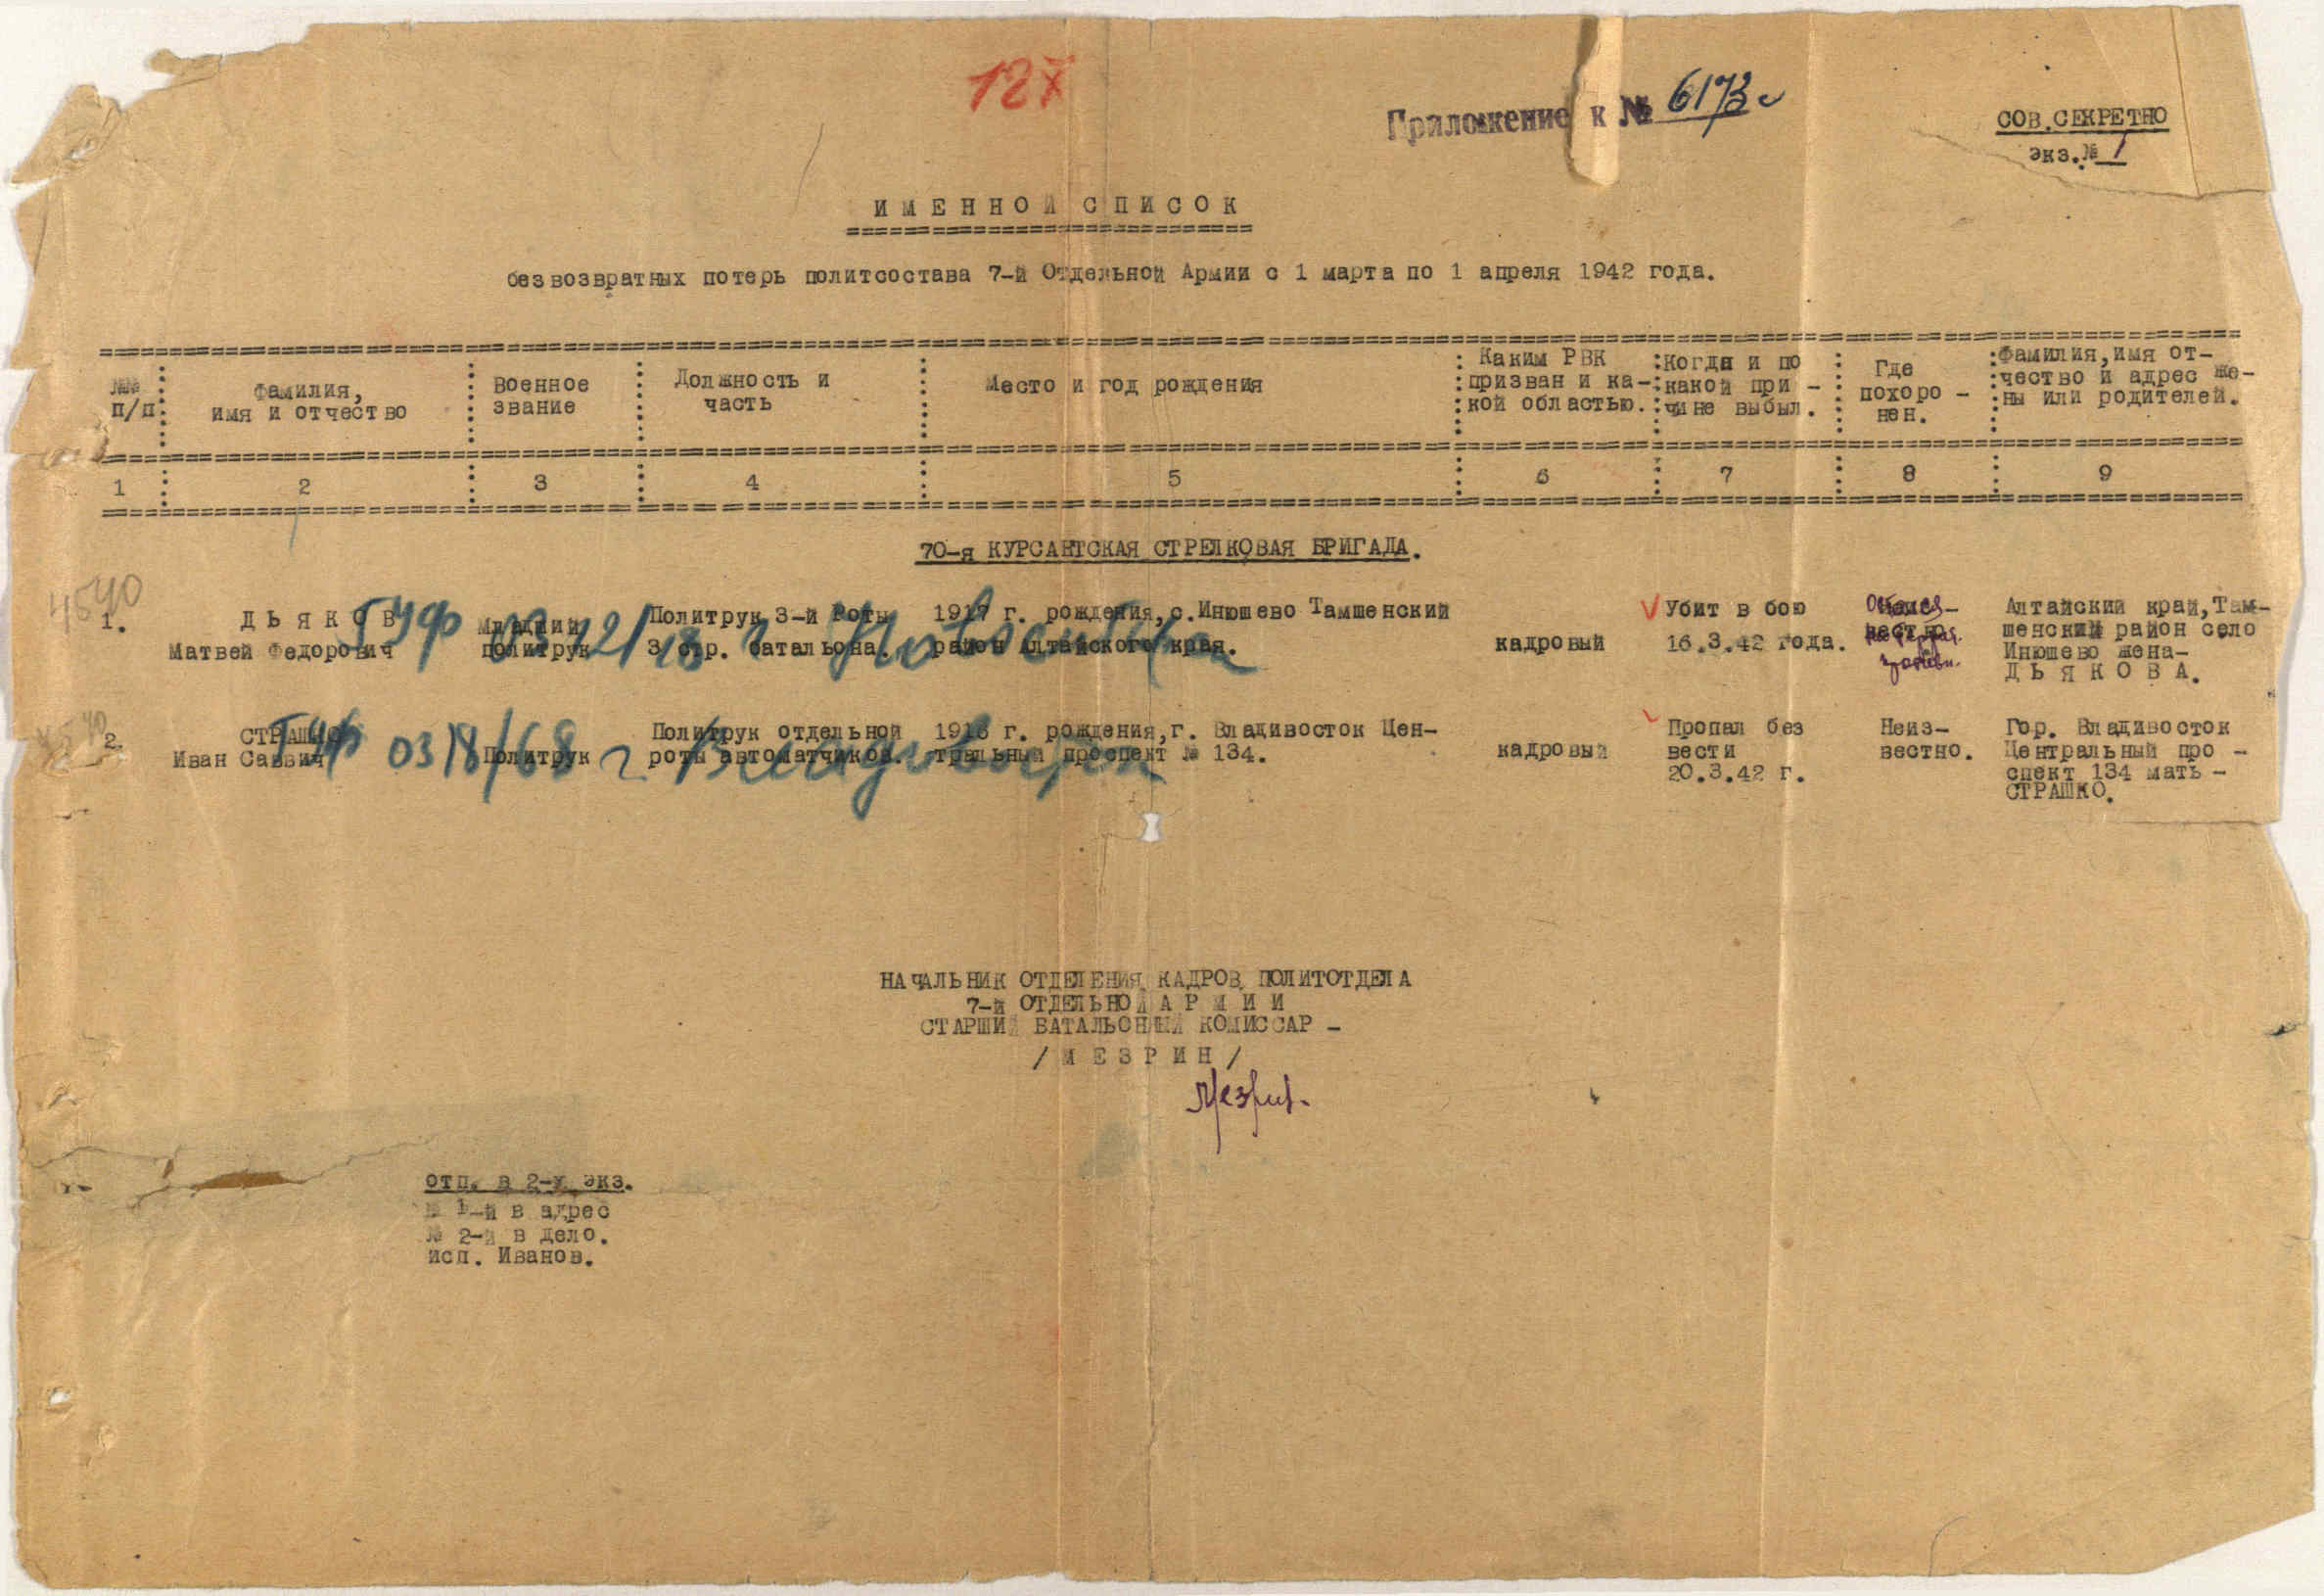 127
Приложение к № 6173с
СОВ.СЕКРЕТНО
экз.№ 1
ИМЕННОЙ СПИСОК
безвозвратных потерь политсостава 7-й Отдельной Армии с 1 марта по 1 апреля 1942 года.
№№ п/п
Фамилия, имя и отчество
Военное звание
Должность и часть
Место и год рождения
Каким РВК призван и ка-кой областью.
Когда и по какой при - чине выбыл.
Где похоро - нен.
Фамилия,имя от-чество и адрес же-ны или родителей.
1 2 3 4 5 6 7 8 9
70-я КУРСАНТСКАЯ СТРЕЛКОВАЯ БРИГАДА.
4540
1.
ДЬЯКОВ
Матвей Федорович
Младший
политрук
Политрук 3-й Роты
3 стр. батальона.
1917 г. рождения,с.Инюшево Тамшенский
район Алтайского края.
кадровый
Убит в бою
16.3.42 года.
Неиз-
вестно
Алтайский край,Там-
шенский район село
Инюшево жена-
ДЬЯКОВА.
2.
СТРАШКО
Иван Саввич
Политрук
Политрук отдельной
роты автоматчиков.
1918 г. рождения,г. Владивосток Цен-
тральный проспект № 134.
кадровый
Пропал без
вести
20.3.42 г.
Неиз-
вестно.
Гор. Владивосток
Центральный про -
спект 134 мать -
СТРАШКО.
НАЧАЛЬНИК ОТДЕЛЕНИЯ КАДРОВ ПОЛИТОТДЕЛА
7-й ОТДЕЛЬНОЙ АРМИИ
СТАРШИЙ БАТАЛЬОННЫЙ КОМИССАР -
/МЕЗРИН/
Мезрин.
отп. в 2-х экз.
№ 1-й в адрес
№ 2-й в дело.
исп. Иванов.